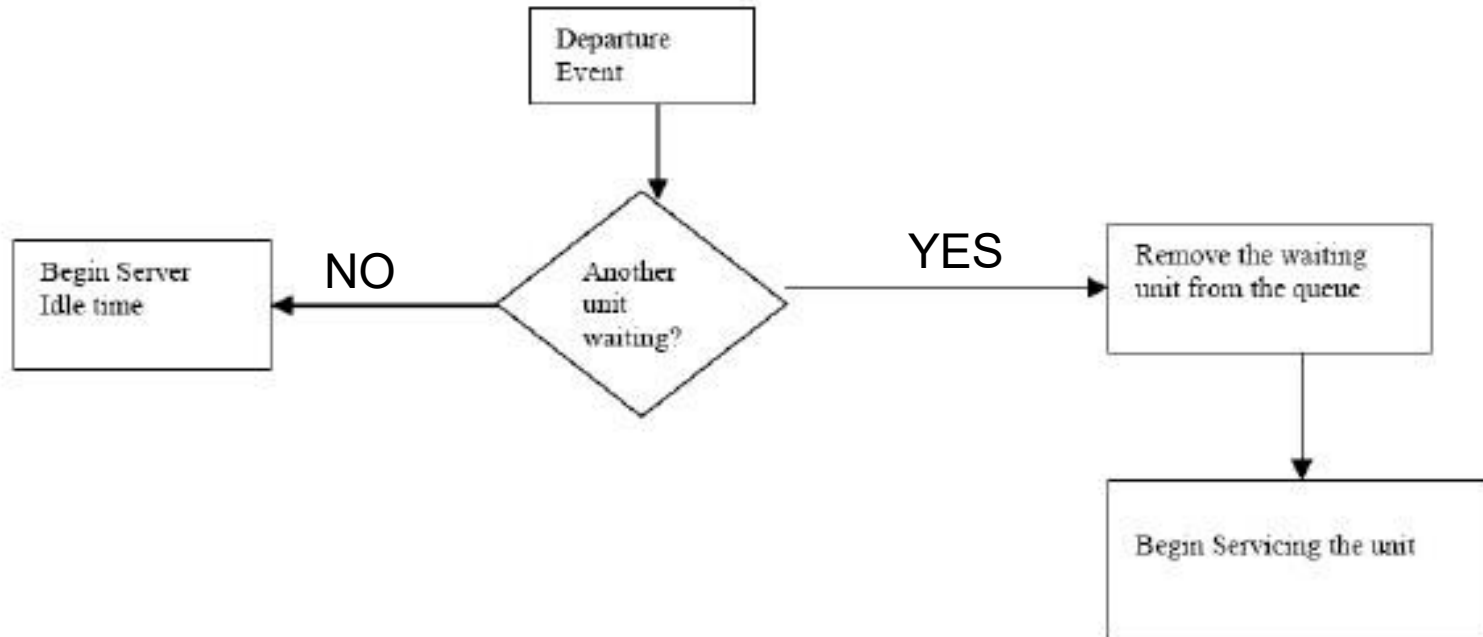 Departure
Event
Begin Server
Idle time
NO
Another
unit
waiting?
YES
Remove the waiting
unit from the queue
Begin Servicing the unit